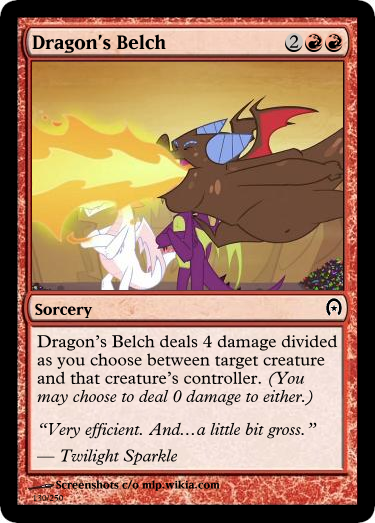 Dragon's Belch 2
Sorcery
Dragon's Belch deals 4 damage divided
as you choose between target creature
and that creature's controller. (You
may choose to deal 0 damage to either.)
“Very efficient. And…a little bit gross.”
— Twilight Sparkle
Screenshots c/o mlp.wikia.com
130/250